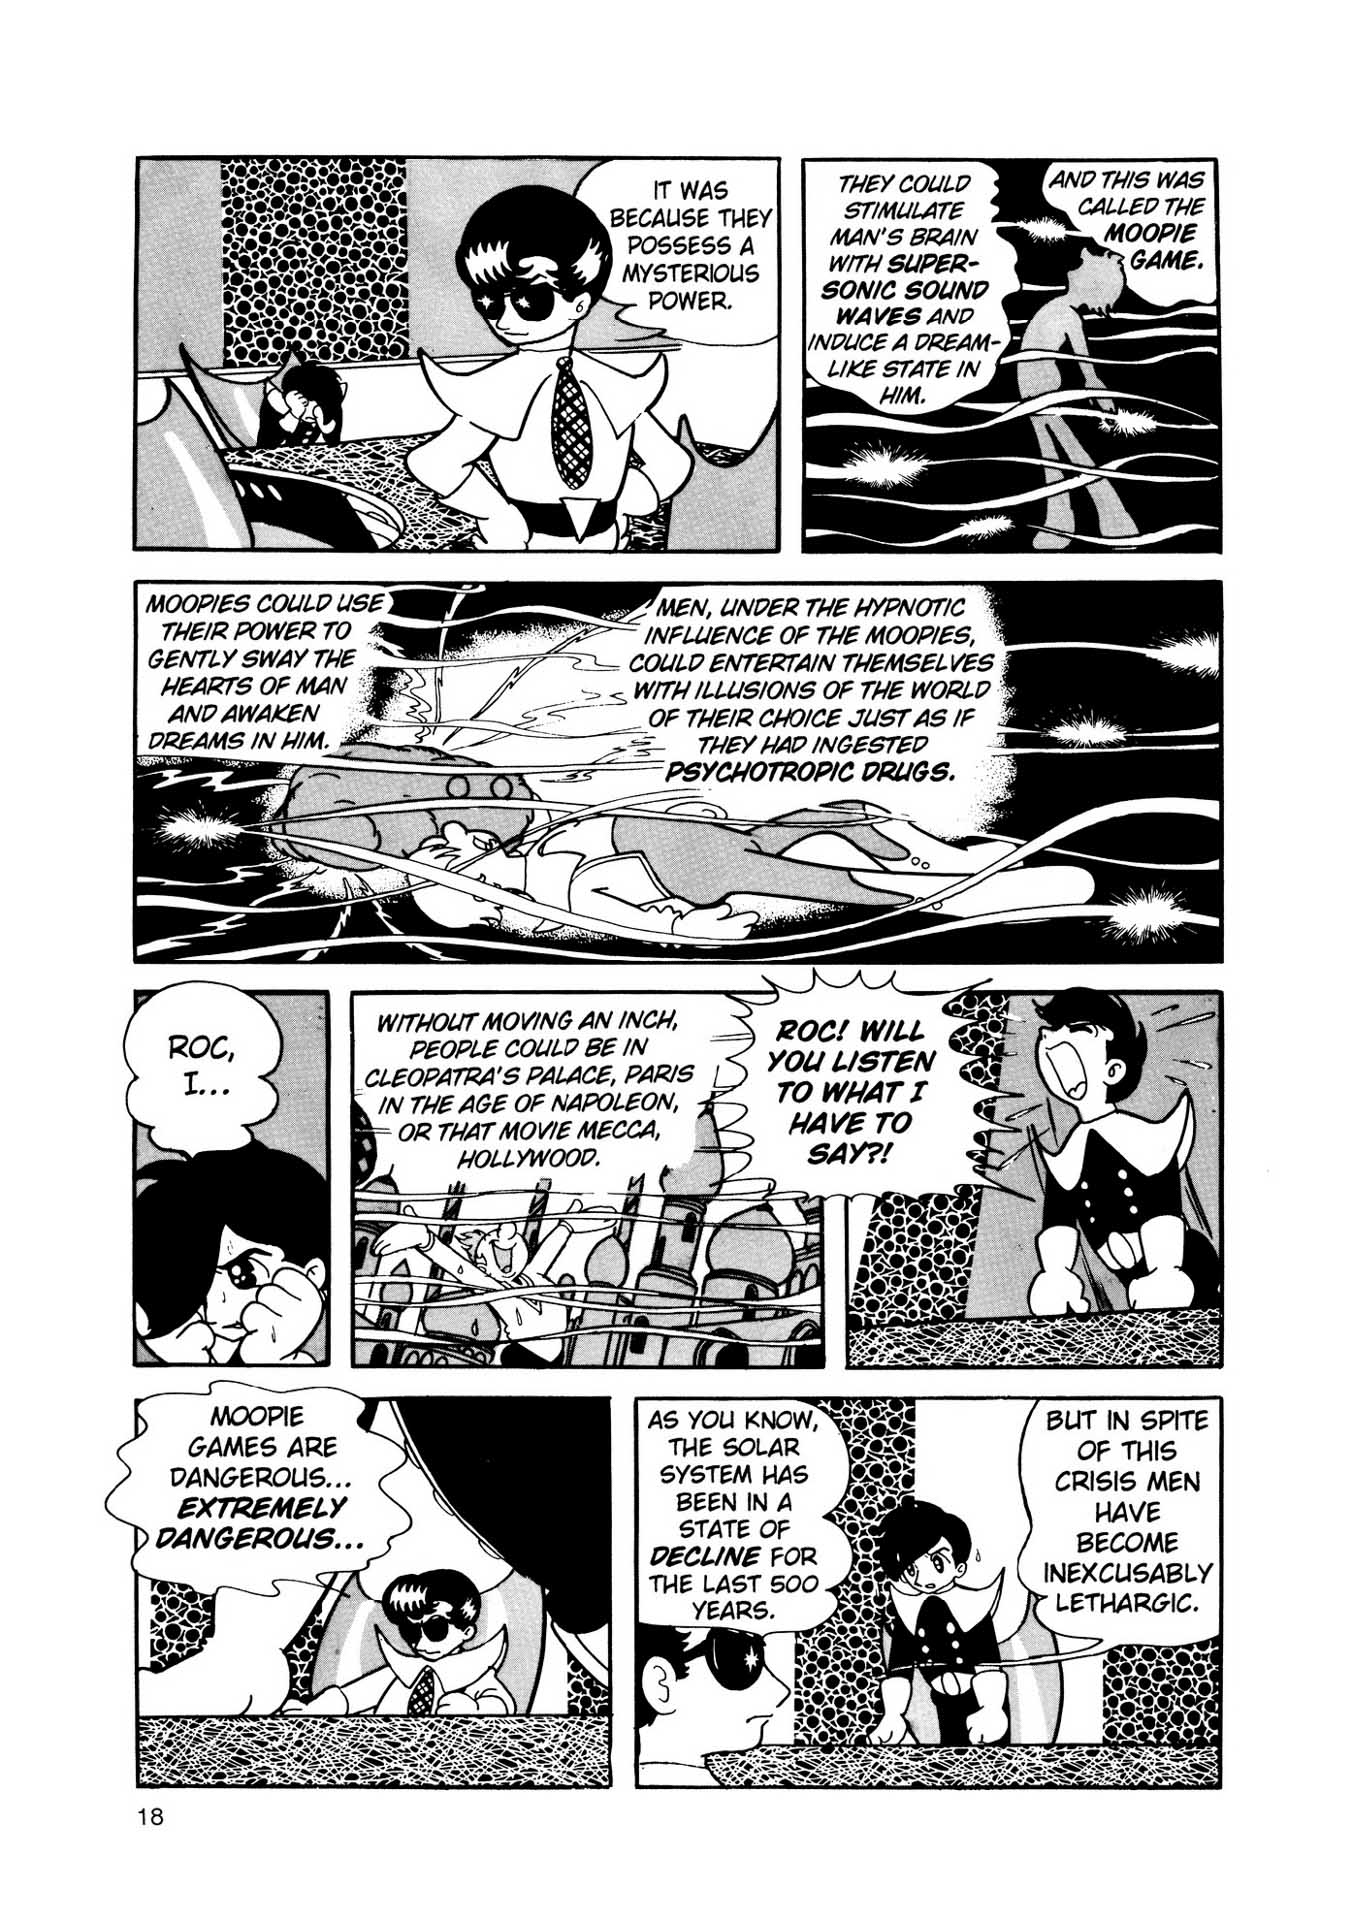 IT WAS
BECAUSE THEY
POSSESS A
MYSTERIOUS
POWER.
THEY COULD
STIMULATE
MAN'S BRAIN
WITH SUPER-
SONIC SOUND
WAVES AND
INDUCE A DREAM-
LIKE STATE IN
HIM.
AND THIS WAS
CALLED THE
MOOPIE
GAME.
MOOPIES COULD USE
THEIR POWER TO
GENTLY SWAY THE
HEARTS OF MAN
AND AWAKEN
DREAMS IN HIM.
MEN, UNDER THE HYPNOTIC
INFLUENCE OF THE MOOPIES,
COULD ENTERTAIN THEMSELVES
WITH ILLUSIONS OF THE WORLD
OF THEIR CHOICE JUST AS IF
THEY HAD INGESTED
PSYCHOTROPIC DRUGS.
ROC,
I...
WITHOUT MOVING AN INCH,
PEOPLE COULD BE IN
CLEOPATRA'S PALACE, PARIS
IN THE AGE OF NAPOLEON,
OR THAT MOVIE MECCA,
HOLLYWOOD.
ROC! WILL
YOU LISTEN
TO WHAT I
HAVE TO
SAY?!
MOOPIE
GAMES ARE
DANGEROUS...
EXTREMELY
DANGEROUS...
AS YOU KNOW,
THE SOLAR
SYSTEM HAS
BEEN IN A
STATE OF
DECLINE FOR
THE LAST 500
YEARS.
BUT IN SPITE
OF THIS
CRISIS MEN
HAVE
BECOME
INEXCUSABLY
LETHARGIC.
18